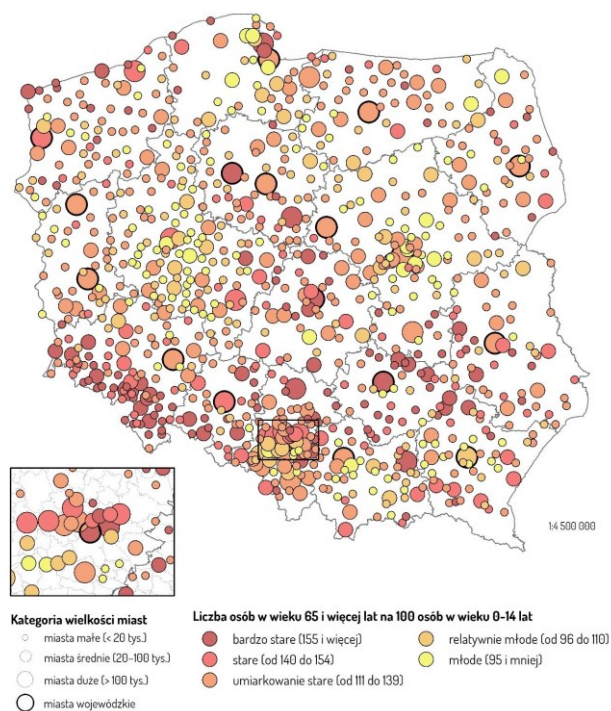 1:4 500 000
Kategoria wielkości miast
miasta małe (< 20 tys.)
miasta średnie (20–100 tys.)
miasta duże (> 100 tys.)
miasta wojewódzkie
Liczba osób w wieku 65 i więcej lat na 100 osób w wieku 0-14 lat
bardzo stare (155 i więcej)
stare (od 140 do 154)
umiarkowanie stare (od 111 do 139)
relatywnie młode (od 96 do 110)
młode (95 i mniej)